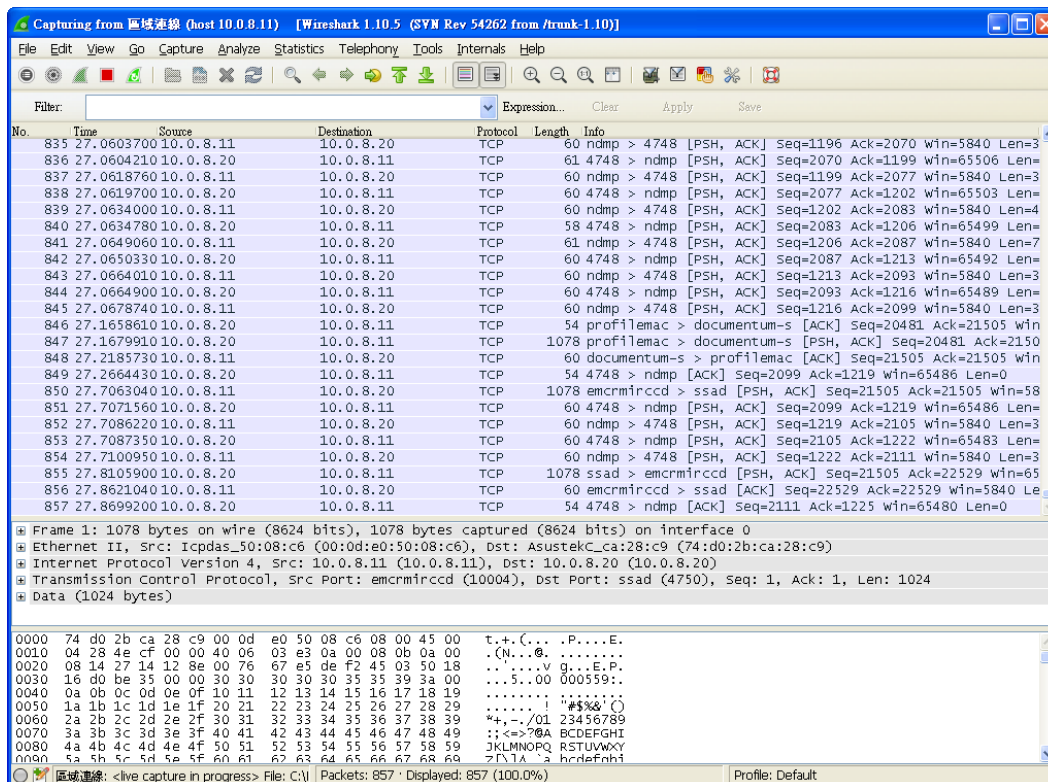 Capturing from 區域連線 (host 10.0.8.11) [Wireshark 1.10.5 (SVN Rev 54262 from /trunk-1.10)]
File Edit View Go Capture Analyze Statistics Telephony Tools Internals Help
Filter: Expression... Clear Apply Save
No. Time Source Destination Protocol Length Info
835 27.0603700 10.0.8.11 10.0.8.20 TCP 60 ndmp > 4748 [PSH, ACK] Seq=1196 Ack=2070 Win=5840 Len=3
836 27.0604210 10.0.8.20 10.0.8.11 TCP 61 4748 > ndmp [PSH, ACK] Seq=2070 Ack=1199 Win=65506 Len=
837 27.0618760 10.0.8.11 10.0.8.20 TCP 60 ndmp > 4748 [PSH, ACK] Seq=1199 Ack=2077 Win=5840 Len=3
838 27.0619700 10.0.8.20 10.0.8.11 TCP 60 4748 > ndmp [PSH, ACK] Seq=2077 Ack=1202 Win=65503 Len=
839 27.0634000 10.0.8.11 10.0.8.20 TCP 60 ndmp > 4748 [PSH, ACK] Seq=1202 Ack=2083 Win=5840 Len=4
840 27.0634780 10.0.8.20 10.0.8.11 TCP 58 4748 > ndmp [PSH, ACK] Seq=2083 Ack=1206 Win=65499 Len=
841 27.0649060 10.0.8.11 10.0.8.20 TCP 61 ndmp > 4748 [PSH, ACK] Seq=1206 Ack=2087 Win=5840 Len=7
842 27.0650330 10.0.8.20 10.0.8.11 TCP 60 4748 > ndmp [PSH, ACK] Seq=2087 Ack=1213 Win=65492 Len=
843 27.0664010 10.0.8.11 10.0.8.20 TCP 60 ndmp > 4748 [PSH, ACK] Seq=1213 Ack=2093 Win=5840 Len=3
844 27.0664900 10.0.8.20 10.0.8.11 TCP 60 4748 > ndmp [PSH, ACK] Seq=2093 Ack=1216 Win=65489 Len=
845 27.0678740 10.0.8.11 10.0.8.20 TCP 60 ndmp > 4748 [PSH, ACK] Seq=1216 Ack=2099 Win=5840 Len=3
846 27.1658610 10.0.8.20 10.0.8.11 TCP 54 profilemac > documentum-s [ACK] Seq=20481 Ack=21505 Win
847 27.1679910 10.0.8.20 10.0.8.11 TCP 1078 profilemac > documentum-s [PSH, ACK] Seq=20481 Ack=2150
848 27.2185730 10.0.8.11 10.0.8.20 TCP 60 documentum-s > profilemac [ACK] Seq=21505 Ack=21505 Win
849 27.2664430 10.0.8.20 10.0.8.11 TCP 54 4748 > ndmp [ACK] Seq=2099 Ack=1219 Win=65486 Len=0
850 27.7063040 10.0.8.11 10.0.8.20 TCP 1078 emcrmirccd > ssad [PSH, ACK] Seq=21505 Ack=21505 Win=58
851 27.7071560 10.0.8.20 10.0.8.11 TCP 60 4748 > ndmp [PSH, ACK] Seq=2099 Ack=1219 Win=65486 Len=
852 27.7086220 10.0.8.11 10.0.8.20 TCP 60 ndmp > 4748 [PSH, ACK] Seq=1219 Ack=2105 Win=5840 Len=3
853 27.7087350 10.0.8.20 10.0.8.11 TCP 60 4748 > ndmp [PSH, ACK] Seq=2105 Ack=1222 Win=65483 Len=
854 27.7100950 10.0.8.11 10.0.8.20 TCP 60 ndmp > 4748 [PSH, ACK] Seq=1222 Ack=2111 Win=5840 Len=3
855 27.8105900 10.0.8.20 10.0.8.11 TCP 1078 ssad > emcrmirccd [PSH, ACK] Seq=21505 Ack=22529 Win=65
856 27.8621040 10.0.8.11 10.0.8.20 TCP 60 emcrmirccd > ssad [ACK] Seq=22529 Ack=22529 Win=5840 Le
857 27.8699200 10.0.8.20 10.0.8.11 TCP 54 4748 > ndmp [ACK] Seq=2111 Ack=1225 Win=65480 Len=0
Frame 1: 1078 bytes on wire (8624 bits), 1078 bytes captured (8624 bits) on interface 0
Ethernet II, Src: Icpdas_50:08:c6 (00:0d:e0:50:08:c6), Dst: AsustekC_ca:28:c9 (74:d0:2b:ca:28:c9)
Internet Protocol Version 4, Src: 10.0.8.11 (10.0.8.11), Dst: 10.0.8.20 (10.0.8.20)
Transmission Control Protocol, Src Port: emcrmirccd (10004), Dst Port: ssad (4750), Seq: 1, Ack: 1, Len: 1024
Data (1024 bytes)
0000 74 d0 2b ca 28 c9 00 0d e0 50 08 c6 08 00 45 00 t.+.(... .P....E.
0010 04 28 4e cf 00 00 40 06 03 e3 0a 00 08 0b 0a 00 .(N...@. ........
0020 08 14 27 14 12 8e 00 76 67 e5 de f2 45 03 50 18 ..'....v g...E.P.
0030 16 d0 be 35 00 00 30 30 30 30 30 35 35 39 3a 00 ...5..00 000559:.
0040 0a 0b 0c 0d 0e 0f 10 11 12 13 14 15 16 17 18 19 ........ ........
0050 1a 1b 1c 1d 1e 1f 20 21 22 23 24 25 26 27 28 29 ...... ! "#$%&'()
0060 2a 2b 2c 2d 2e 2f 30 31 32 33 34 35 36 37 38 39 *+,-./01 23456789
0070 3a 3b 3c 3d 3e 3f 40 41 42 43 44 45 46 47 48 49 :;<=>?@A BCDEFGHI
0080 4a 4b 4c 4d 4e 4f 50 51 52 53 54 55 56 57 58 59 JKLMNOPQ RSTUVWXY
0090 5a 5b 5c 5d 5e 5f 60 61 62 63 64 65 66 67 68 69 Z[\]^_`a bcdefghi
區域連線: <live capture in progress> File: C:\ Packets: 857 · Displayed: 857 (100.0%) Profile: Default